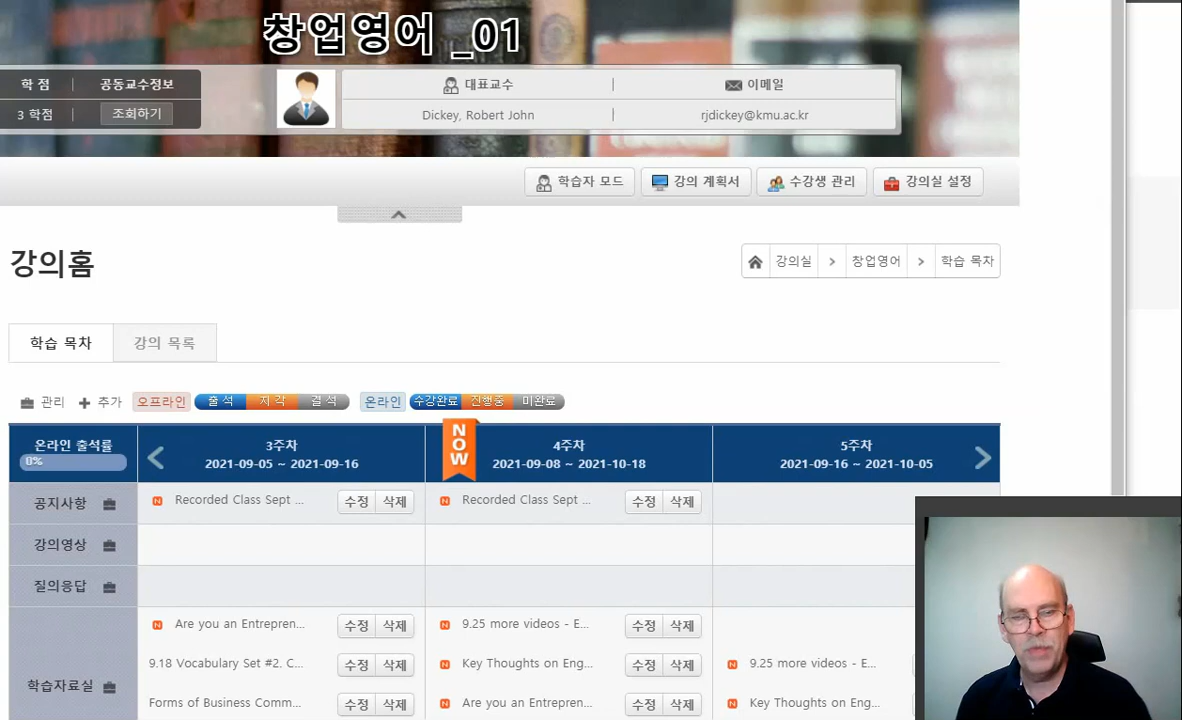 창업영어 _01
학 점 | 공동교수정보
대표교수 | 이메일
3 학점 | 조회하기
Dickey, Robert John | rjdickey@kmu.ac.kr
학습자 모드
강의 계획서
수강생 관리
강의실 설정
강의홈
강의실 > 창업영어 > 학습 목차
학습 목차
강의 목록
관리 추가 오프라인 출 석 지 각 결 석 온라인 수강완료 진행중 미완료
온라인 출석률
8%
3주차
2021-09-05 ~ 2021-09-16
NOW
4주차
2021-09-08 ~ 2021-10-18
5주차
2021-09-16 ~ 2021-10-05
공지사항 N Recorded Class Sept ... 수정 삭제 N Recorded Class Sept ... 수정 삭제
강의영상
질의응답
학습자료실
N Are you an Entrepren... 수정 삭제 N 9.25 more videos - E... 수정 삭제
9.18 Vocabulary Set #2. C... 수정 삭제 N Key Thoughts on Eng... 수정 삭제 N 9.25 more videos - E...
Forms of Business Comm... 수정 삭제 N Are you an Entrepren... 수정 삭제 N Key Thoughts on Eng...